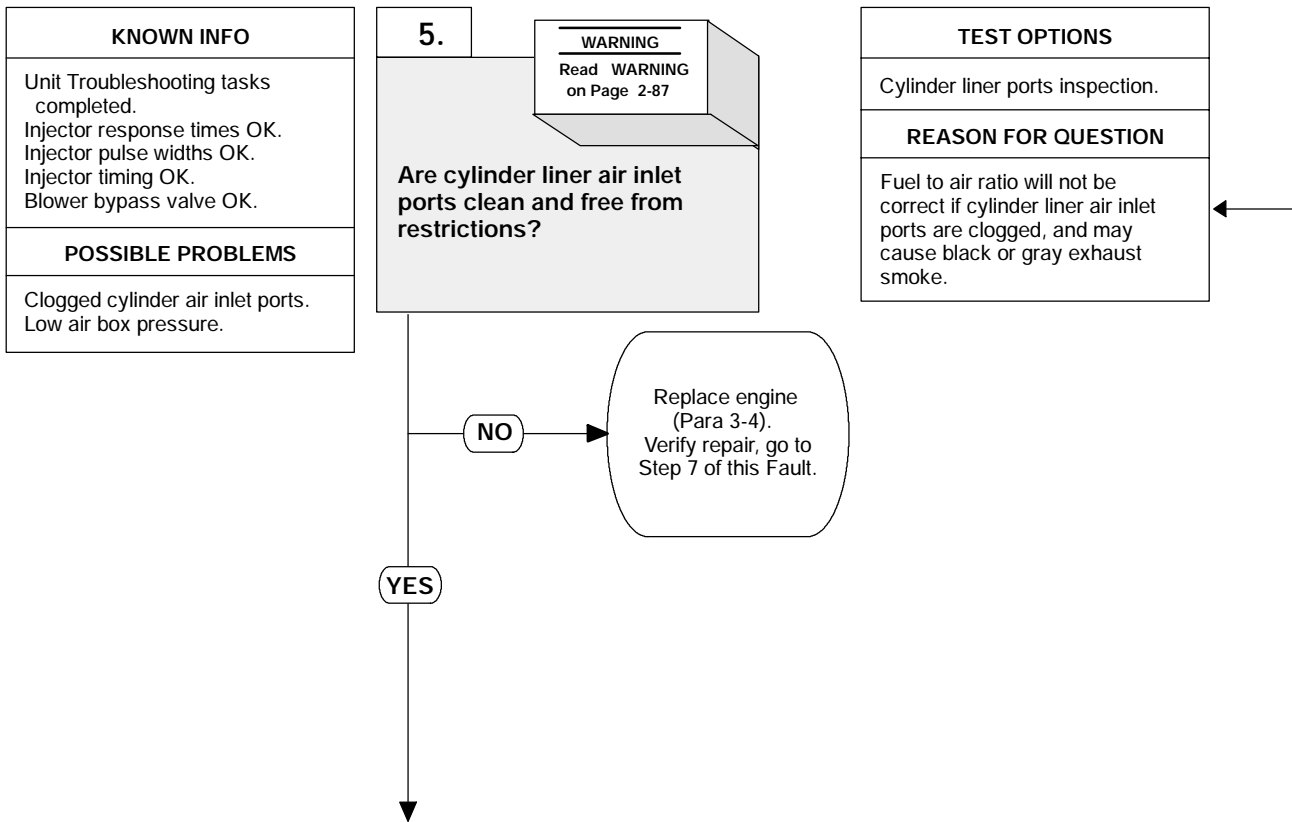 KNOWN INFO
Unit Troubleshooting tasks
completed.
Injector response times OK.
Injector pulse widths OK.
Injector timing OK.
Blower bypass valve OK.
POSSIBLE PROBLEMS
Clogged cylinder air inlet ports.
Low air box pressure.
5.
WARNING
Read WARNING
on Page 2-87
Are cylinder liner air inlet
ports clean and free from
restrictions?
TEST OPTIONS
Cylinder liner ports inspection.
REASON FOR QUESTION
Fuel to air ratio will not be
correct if cylinder liner air inlet
ports are clogged, and may
cause black or gray exhaust
smoke.
NO
Replace engine
(Para 3-4).
Verify repair, go to
Step 7 of this Fault.
YES